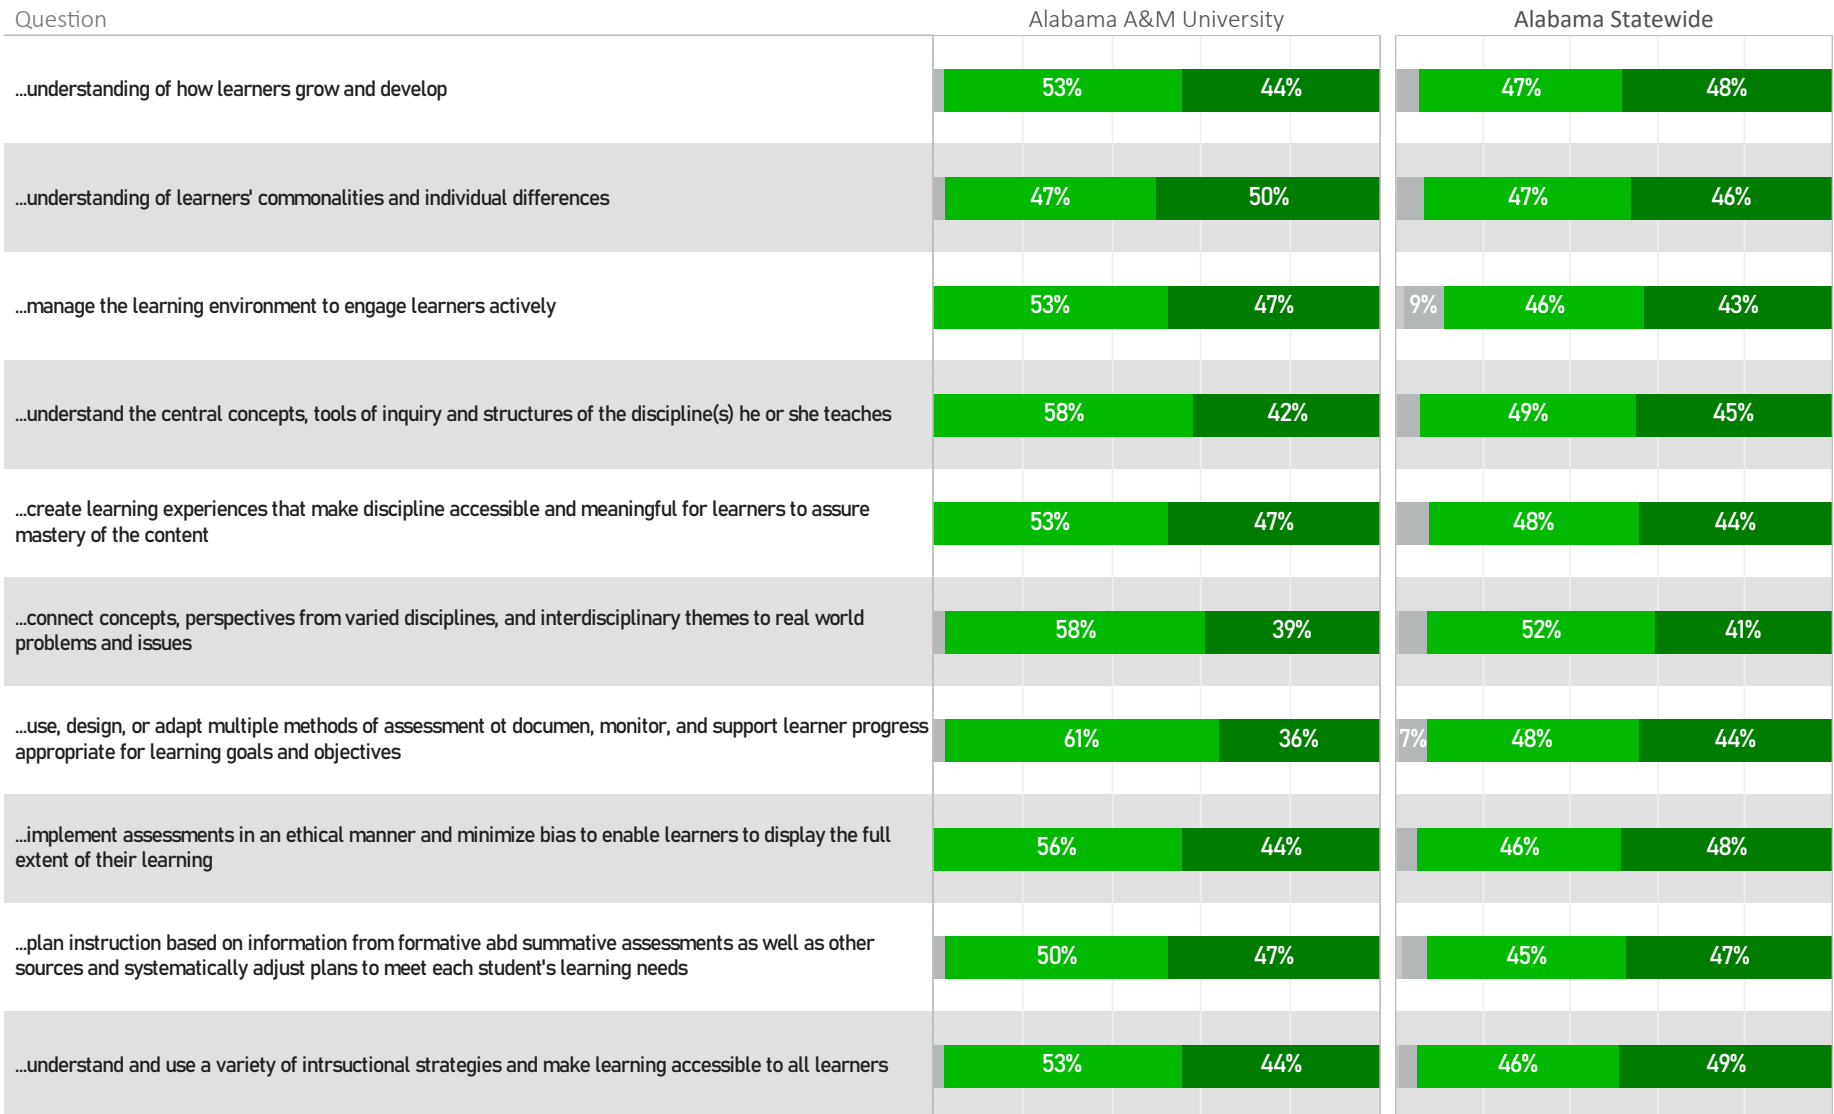 Question Alabama A&M University Alabama Statewide
...understanding of how learners grow and develop 53% 44% 47% 48%
...understanding of learners' commonalities and individual differences 47% 50% 47% 46%
...manage the learning environment to engage learners actively 53% 47% 9% 46% 43%
...understand the central concepts, tools of inquiry and structures of the discipline(s) he or she teaches 58% 42% 49% 45%
...create learning experiences that make discipline accessible and meaningful for learners to assure
mastery of the content
53% 47% 48% 44%
...connect concepts, perspectives from varied disciplines, and interdisciplinary themes to real world
problems and issues
58% 39% 52% 41%
...use, design, or adapt multiple methods of assessment ot documen, monitor, and support learner progress
appropriate for learning goals and objectives
61% 36% 7% 48% 44%
...implement assessments in an ethical manner and minimize bias to enable learners to display the full
extent of their learning
56% 44% 46% 48%
...plan instruction based on information from formative abd summative assessments as well as other
sources and systematically adjust plans to meet each student's learning needs
50% 47% 45% 47%
...understand and use a variety of intrsuctional strategies and make learning accessible to all learners 53% 44% 46% 49%